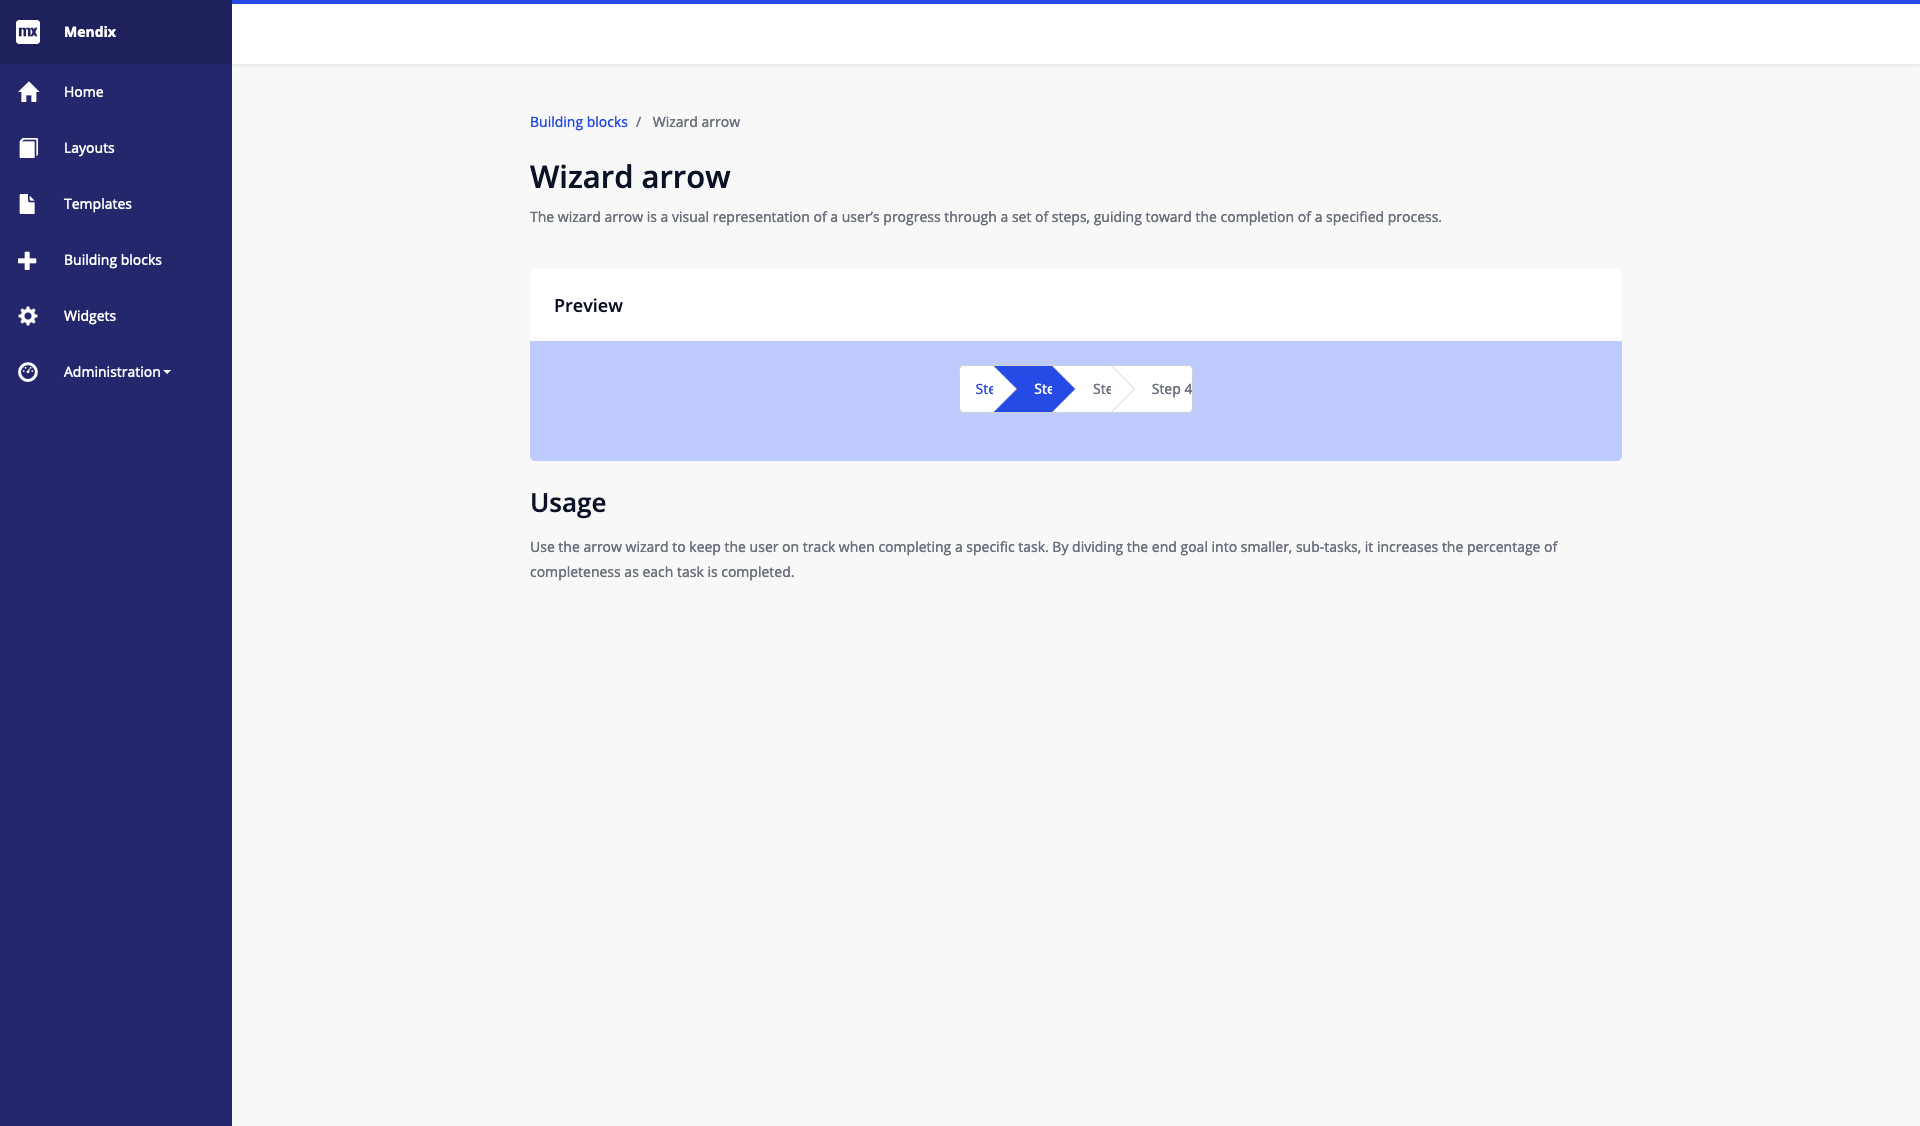 mx Mendix
Home
Layouts
Templates
Building blocks
Widgets
Administration
Building blocks / Wizard arrow
Wizard arrow
The wizard arrow is a visual representation of a user’s progress through a set of steps, guiding toward the completion of a specified process.
Preview
Ste Ste Ste Step 4
Usage
Use the arrow wizard to keep the user on track when completing a specific task. By dividing the end goal into smaller, sub-tasks, it increases the percentage of
completeness as each task is completed.